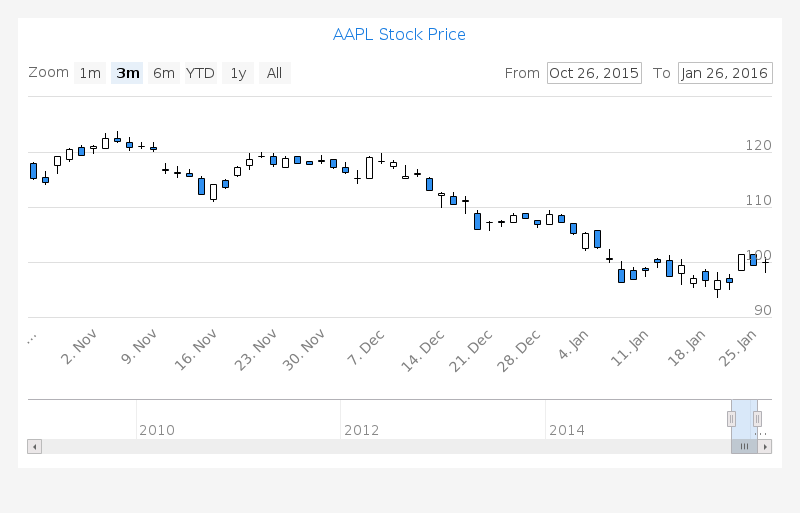 AAPL Stock Price
Zoom 1m 3m 6m YTD 1y All From Oct 26, 2015 To Jan 26, 2016
120
110
100
90
... 2. Nov 9. Nov 16. Nov 23. Nov 30. Nov 7. Dec 14. Dec 21. Dec 28. Dec 4. Jan 11. Jan 18. Jan 25. Jan
2010 2012 2014 ...